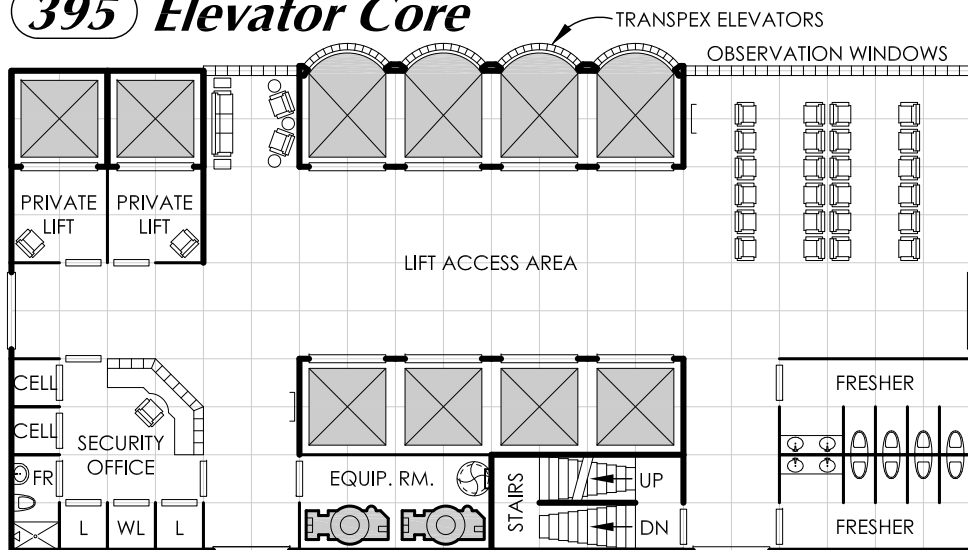 395 Elevator Core
TRANSPEX ELEVATORS
OBSERVATION WINDOWS
PRIVATE
LIFT
PRIVATE
LIFT
LIFT ACCESS AREA
CELL
CELL
SECURITY
OFFICE
FR
L
WL
L
EQUIP. RM.
STAIRS
UP
DN
FRESHER
FRESHER